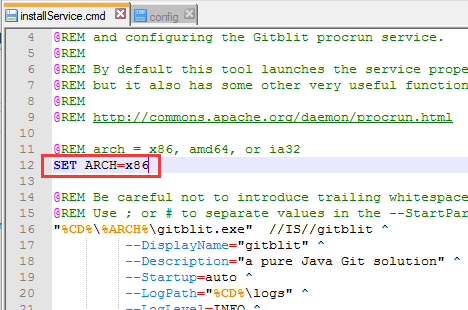 installService.cmd config
4 @REM and configuring the Gitblit procrun service.
5 @REM
6 @REM By default this tool launches the service prope
7 @REM but it also has some other very useful function
8 @REM
9 @REM http://commons.apache.org/daemon/procrun.html
10
11 @REM arch = x86, amd64, or ia32
12 SET ARCH=x86
13
14 @REM Be careful not to introduce trailing whitespace
15 @REM Use ; or # to separate values in the --StartPar
16 "%CD%\%ARCH%\gitblit.exe" //IS//gitblit ^
17 --DisplayName="gitblit" ^
18 --Description="a pure Java Git solution" ^
19 --Startup=auto ^
20 --LogPath="%CD%\logs" ^
21 --LogLevel=INFO ^